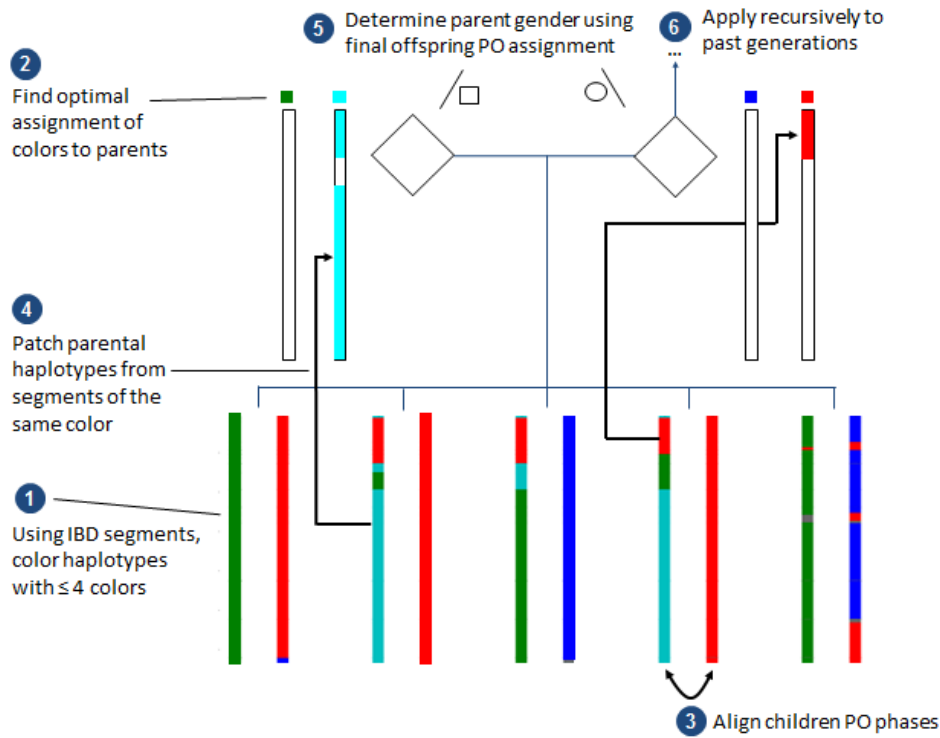 5
Determine parent gender using
final offspring PO assignment
6
Apply recursively to
past generations
...
2
Find optimal
assignment of
colors to parents
4
Patch parental
haplotypes from
segments of the
same color
1
Using IBD segments,
color haplotypes
with ≤ 4 colors
3
Align children PO phases